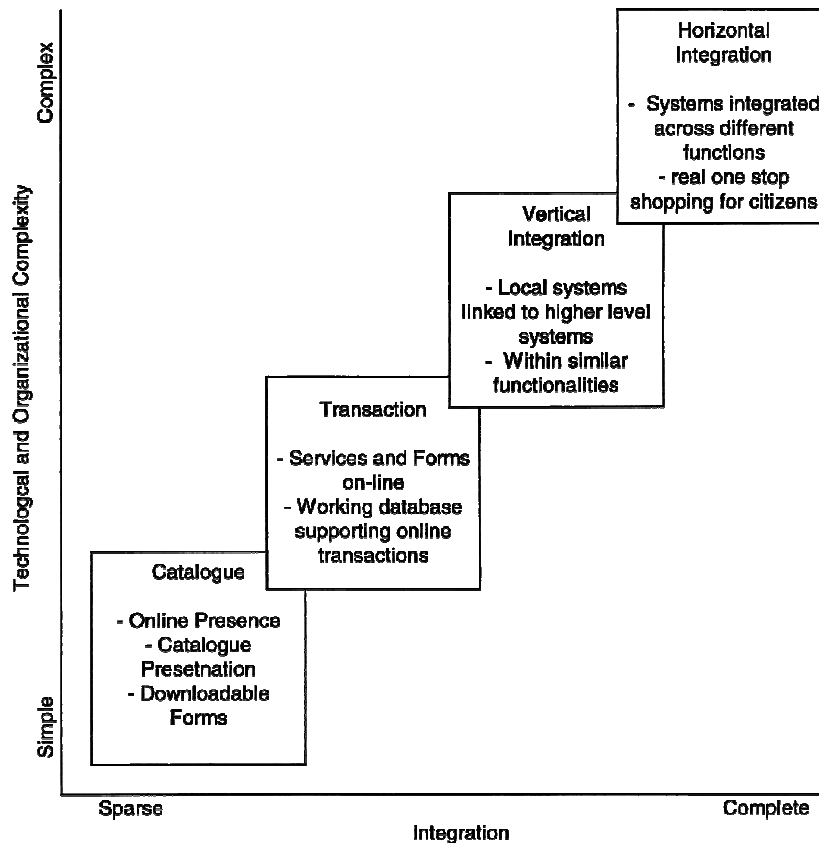 Complex
Technologcal and Organizational Complexity
Simple
Horizontal
Integration
- Systems integrated
across different
functions
- real one stop
shopping for citizens
Vertical
Integration
- Local systems
linked to higher level
systems
- Within similar
functionalities
Transaction
- Services and Forms
on-line
- Working database
supporting online
transactions
Catalogue
- Online Presence
- Catalogue
Presetnation
- Downloadable
Forms
Sparse
Complete
Integration